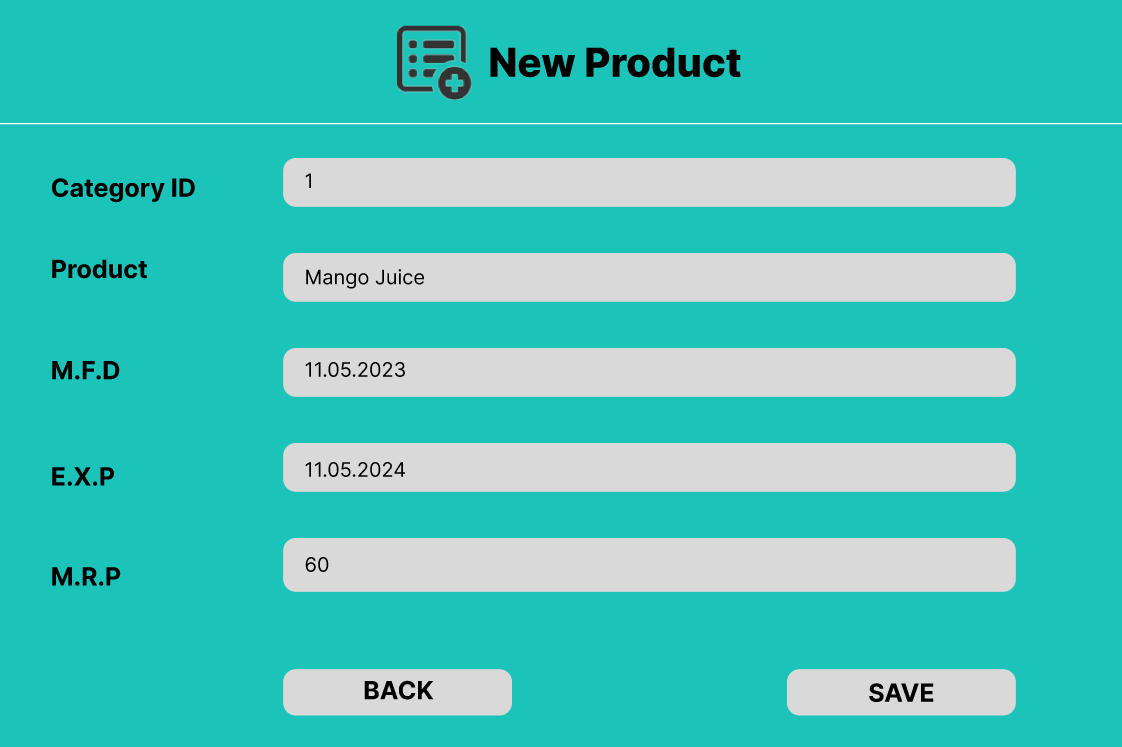 New Product
Category ID
1
Product
Mango Juice
M.F.D
11.05.2023
E.X.P
11.05.2024
M.R.P
60
BACK
SAVE